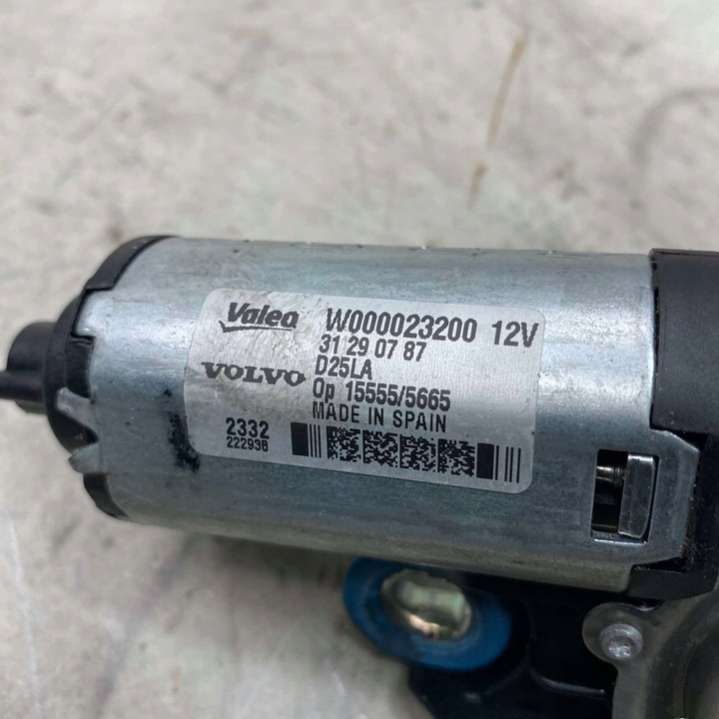 Valeo W000023200 12V
31 29 07 87
VOLVO D25LA
Op 15555/5665
MADE IN SPAIN
2332
222936